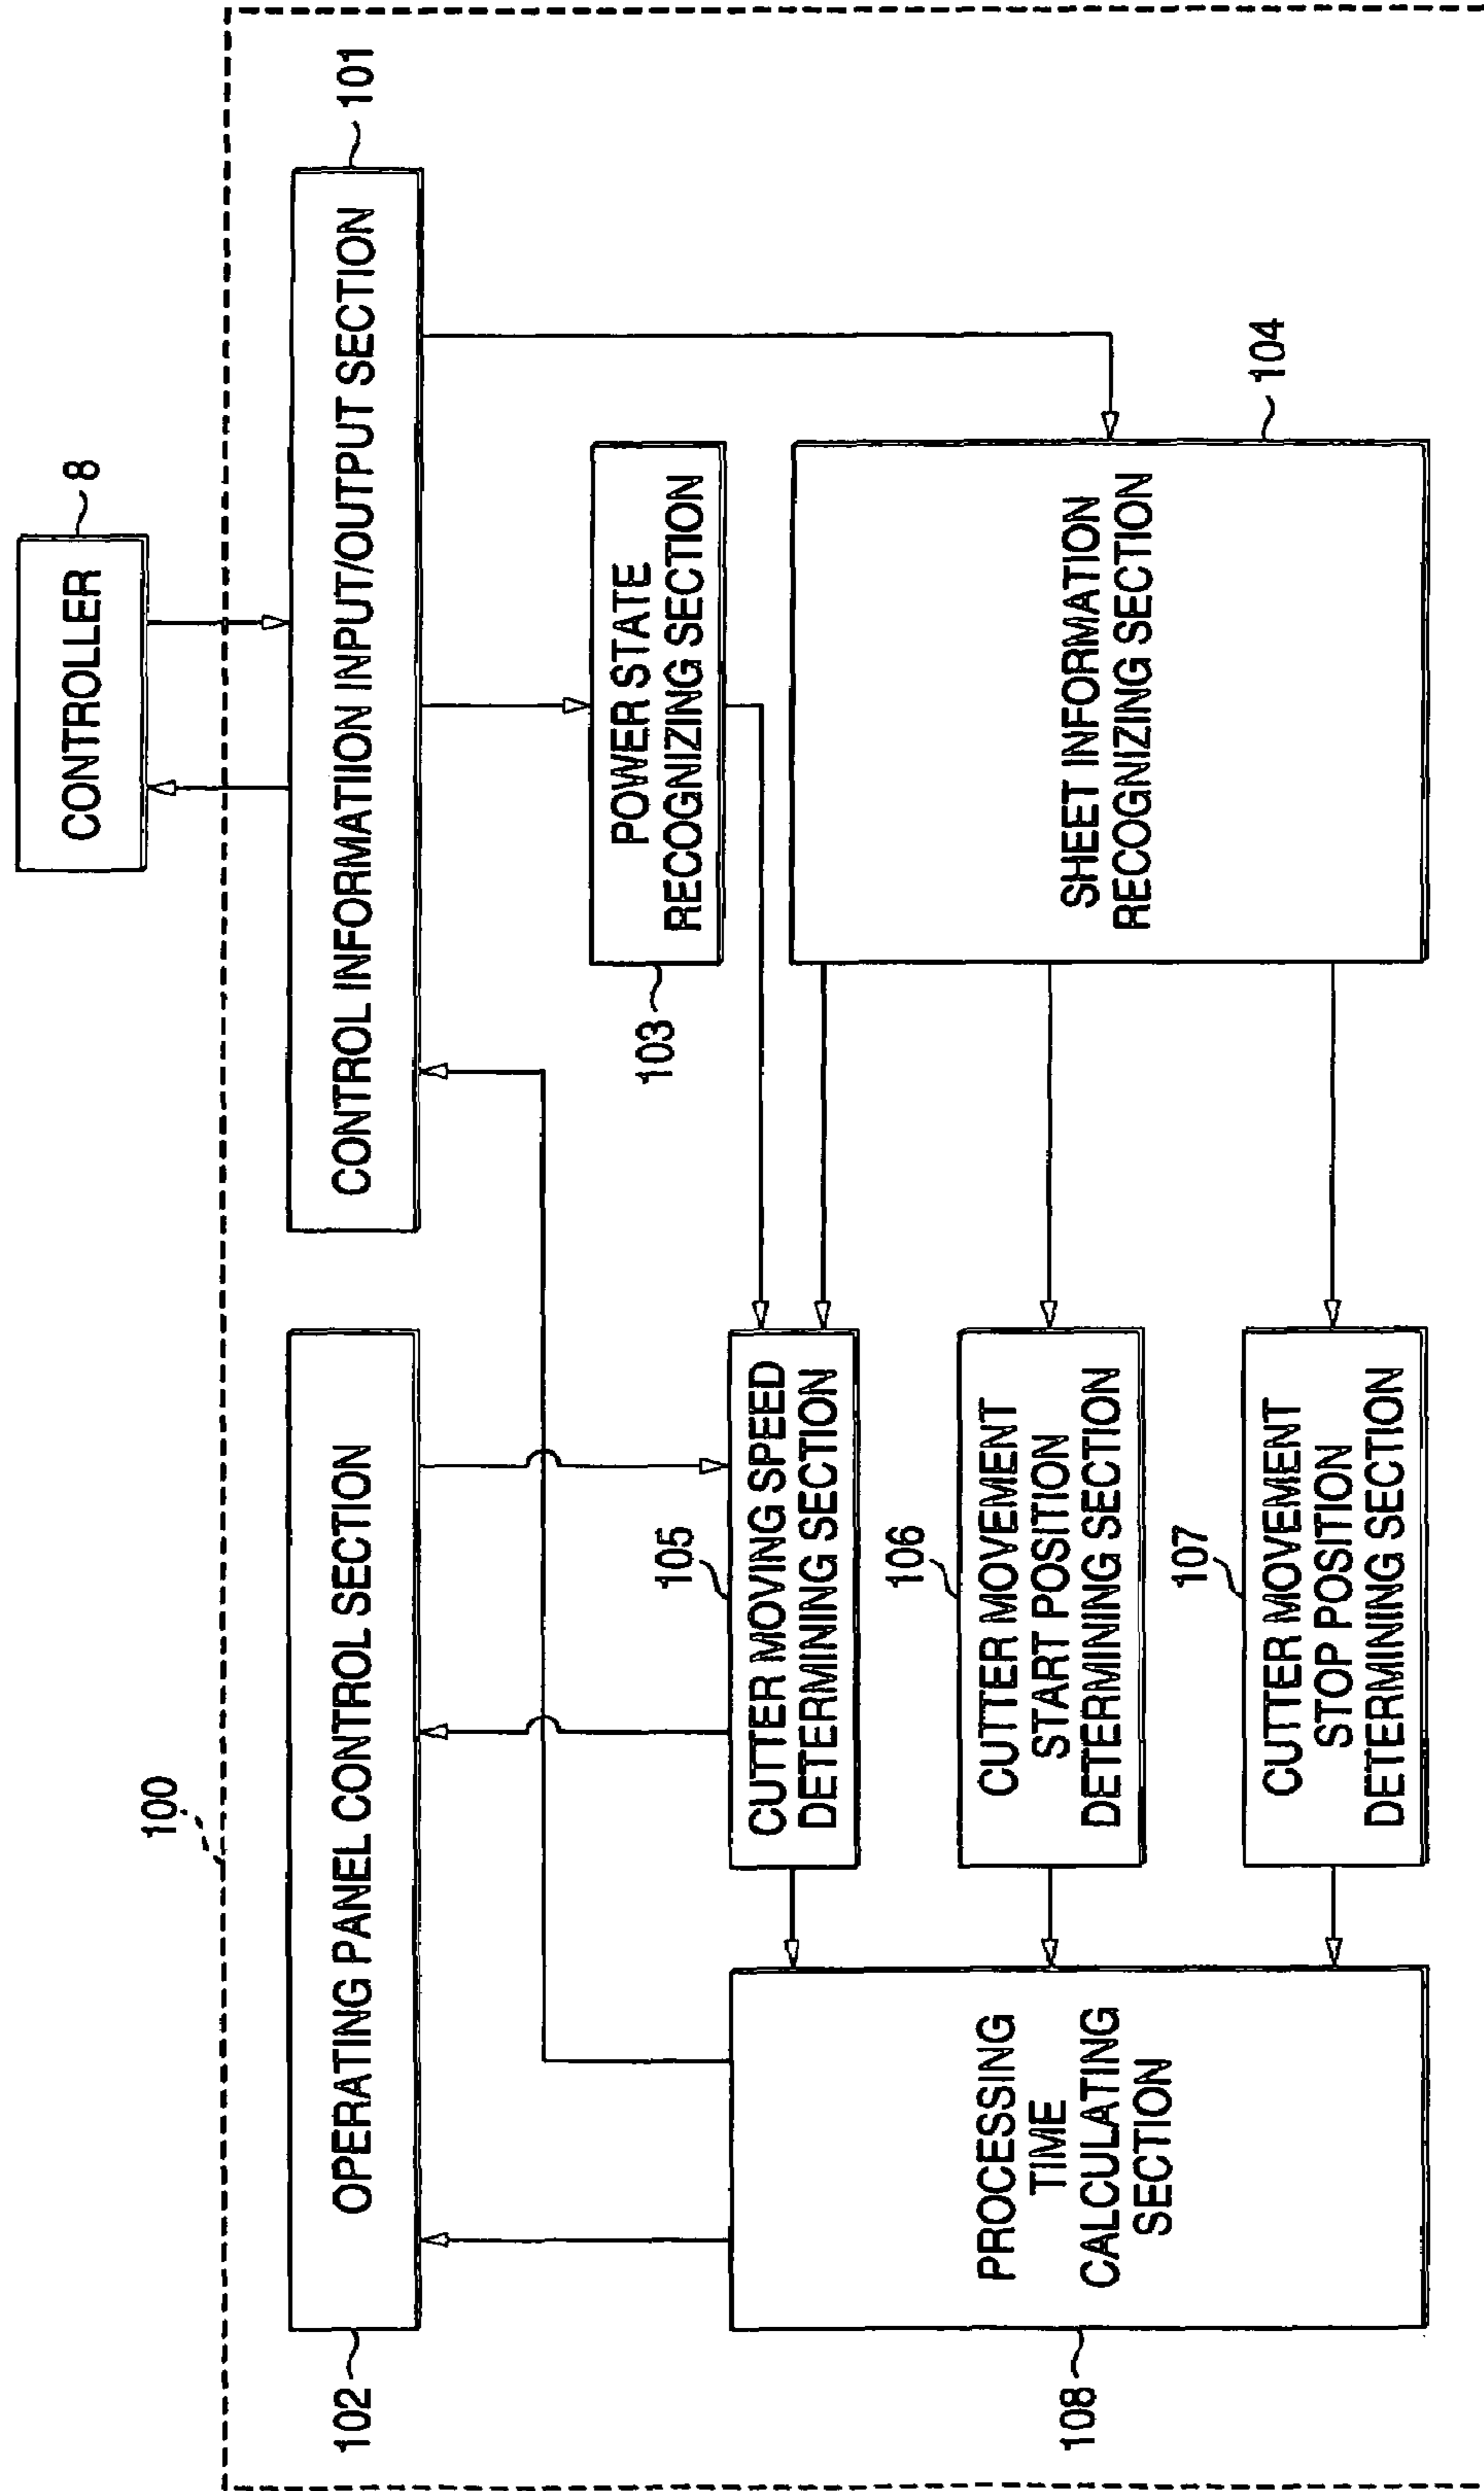 CONTROLLER
8
100
OPERATING PANEL CONTROL SECTION
102
CONTROL INFORMATIION INPUT/OUTPUT SECTION
101
103
POWER STATE
RECOGNIZING SECTION
105
CUTTER MOVING SPEED
DETERMINING SECTION
106
CUTTER MOVEMENT
START POSITION
DETERMINING SECTION
107
CUTTER MOVEMENT
STOP POSITION
DETERMINING SECTION
SHEET INFORMATION
RECOGNIZING SECTION
104
PROCESSING
TIME
CALCULATING
SECTION
108